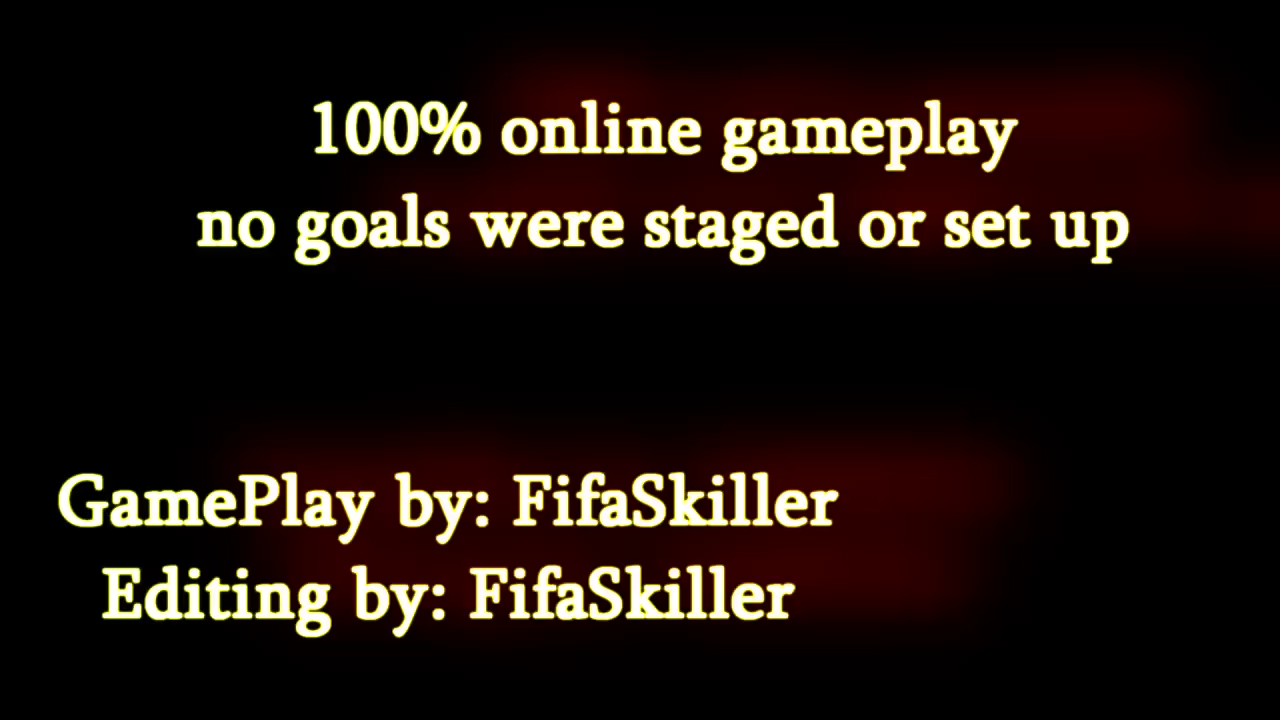 100% online gameplay
no goals were staged or set up
GamePlay by: FifaSkiller
Editing by: FifaSkiller